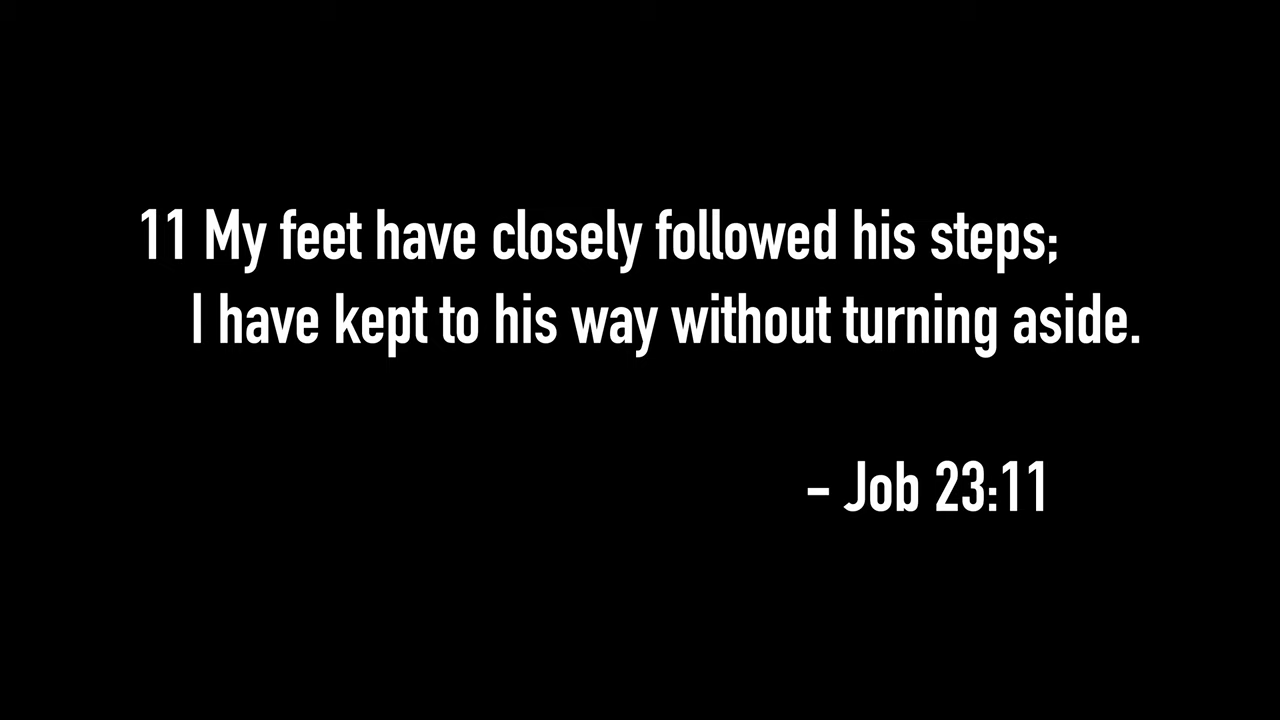 11 My feet have closely followed his steps;
I have kept to his way without turning aside.
– Job 23:11